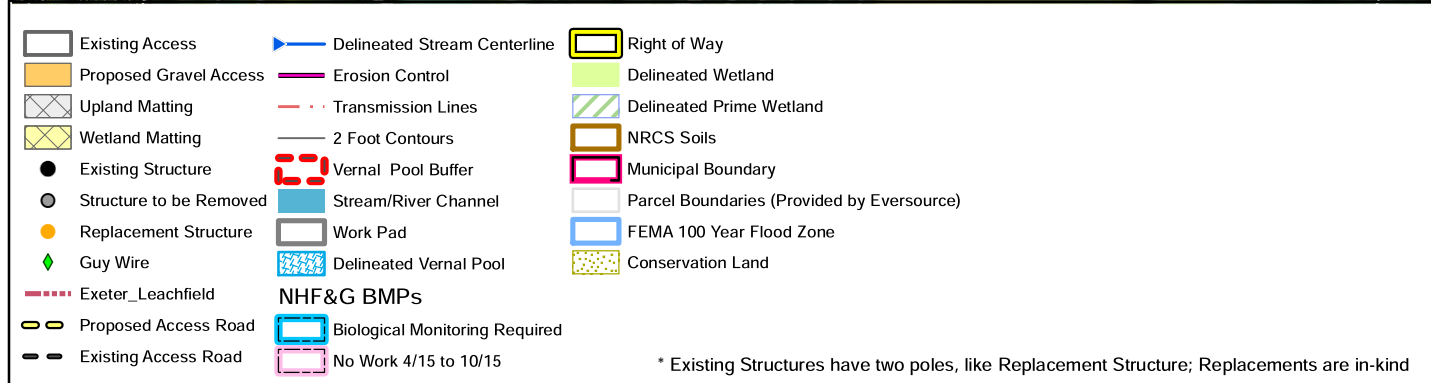 Existing Access
Proposed Gravel Access
Upland Matting
Wetland Matting
Existing Structure
Structure to be Removed
Replacement Structure
Guy Wire
Exeter_Leachfield
Proposed Access Road
Existing Access Road
Delineated Stream Centerline
Erosion Control
Transmission Lines
2 Foot Contours
Vernal Pool Buffer
Stream/River Channel
Work Pad
Delineated Vernal Pool
NHF&G BMPs
Biological Monitoring Required
No Work 4/15 to 10/15
Right of Way
Delineated Wetland
Delineated Prime Wetland
NRCS Soils
Municipal Boundary
Parcel Boundaries (Provided by Eversource)
FEMA 100 Year Flood Zone
Conservation Land
* Existing Structures have two poles, like Replacement Structure; Replacements are in-kind